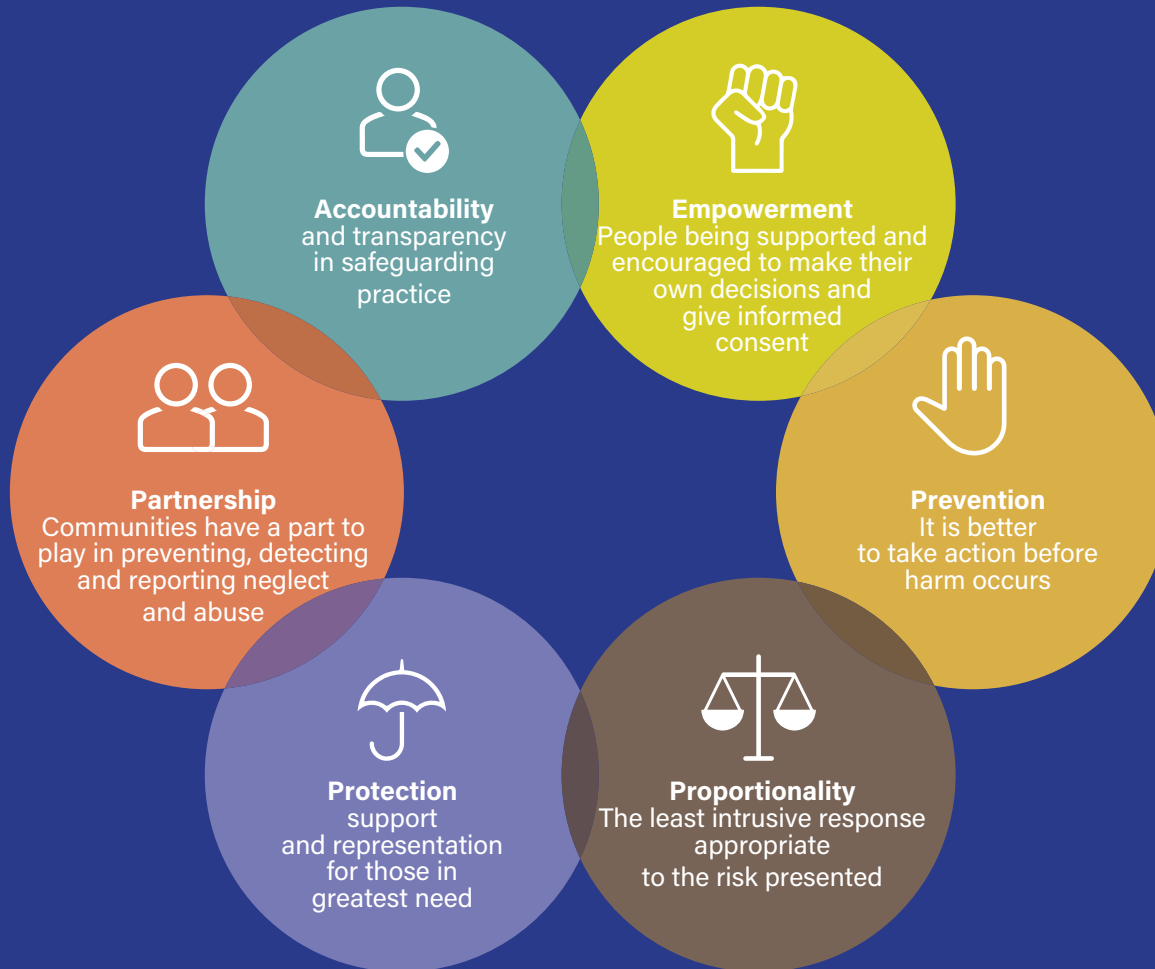 Accountability
and transparency
in safeguarding
practice
Empowerment
People being supported and
encouraged to make their
own decisions and
give informed
consent
Partnership
Communities have a part to
play in preventing, detecting
and reporting neglect
and abuse
Prevention
It is better
to take action before
harm occurs
Protection
support
and representation
for those in
greatest need
Proportionality
The least intrusive response
appropriate
to the risk presented